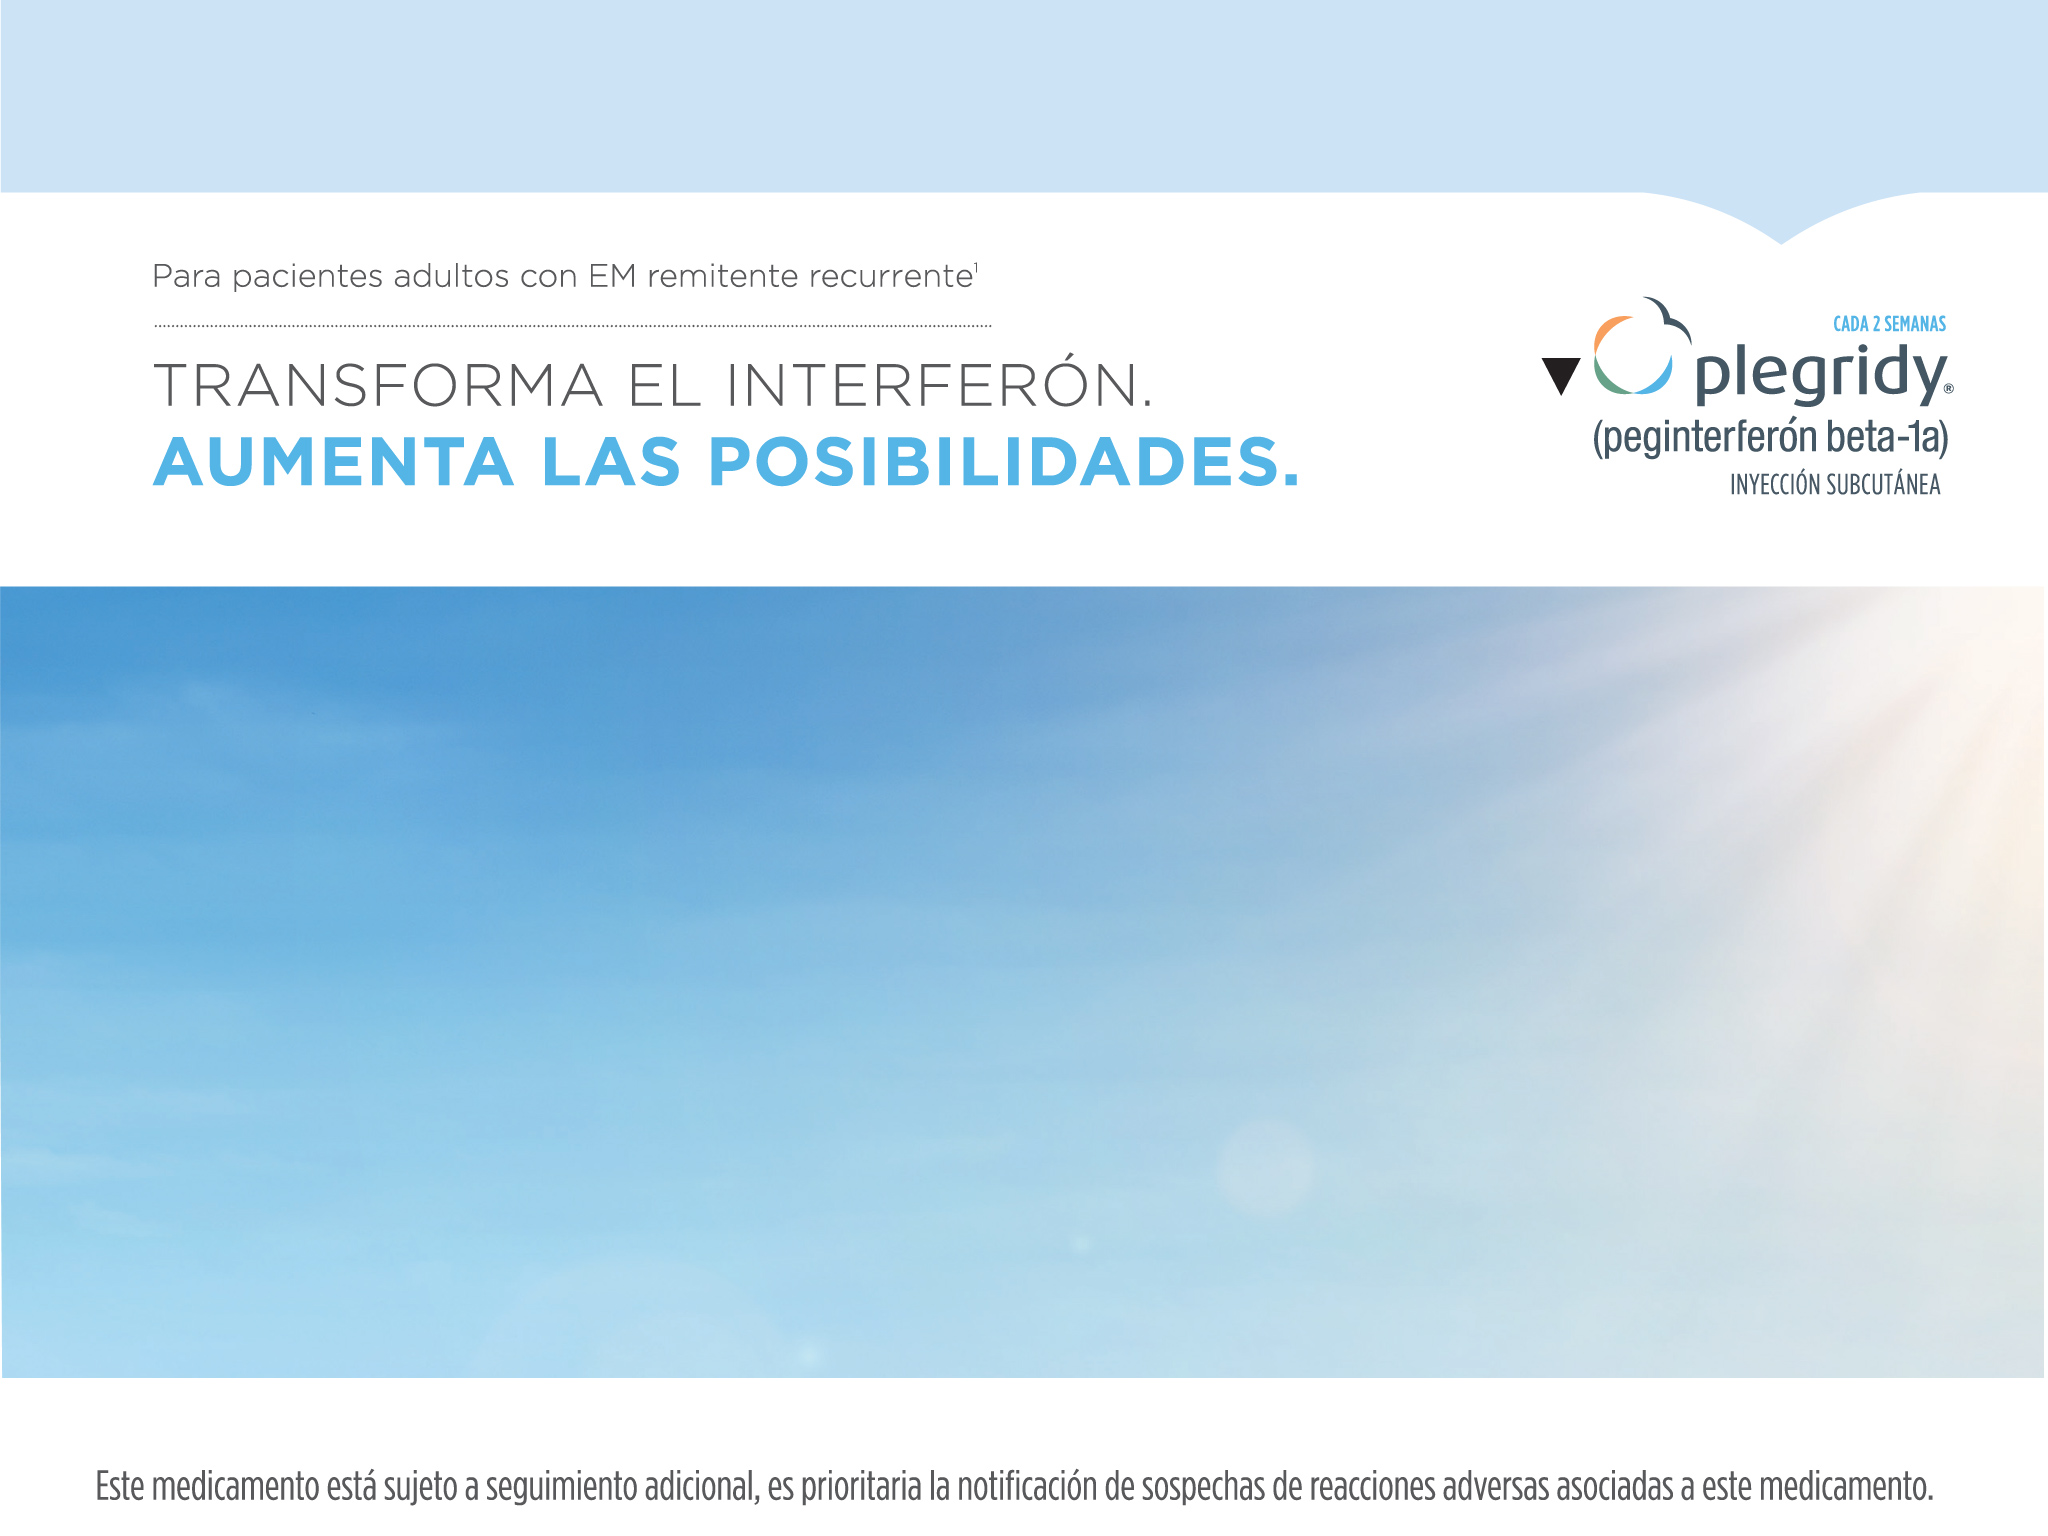 Para pacientes adultos con EM remitente recurrente¹
TRANSFORMA EL INTERFERÓN.
AUMENTA LAS POSIBILIDADES.
CADA 2 SEMANAS
▼ plegridy®
(peginterferón beta-1a)
INYECCIÓN SUBCUTÁNEA
Este medicamento está sujeto a seguimiento adicional, es prioritaria la notificación de sospechas de reacciones adversas asociadas a este medicamento.